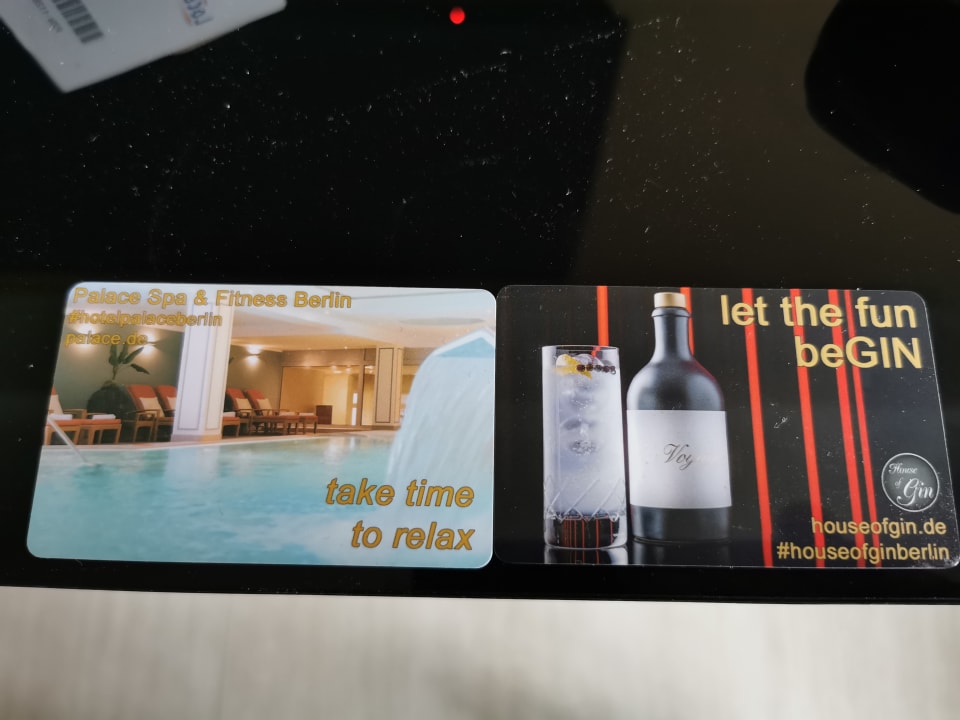 Palace Spa & Fitness Berlin
#hotelpalaceberlin
palace.de
take time
to relax
let the fun
beGIN
Voy
House
of
Gin
houseofgin.de
#houseofginberlin